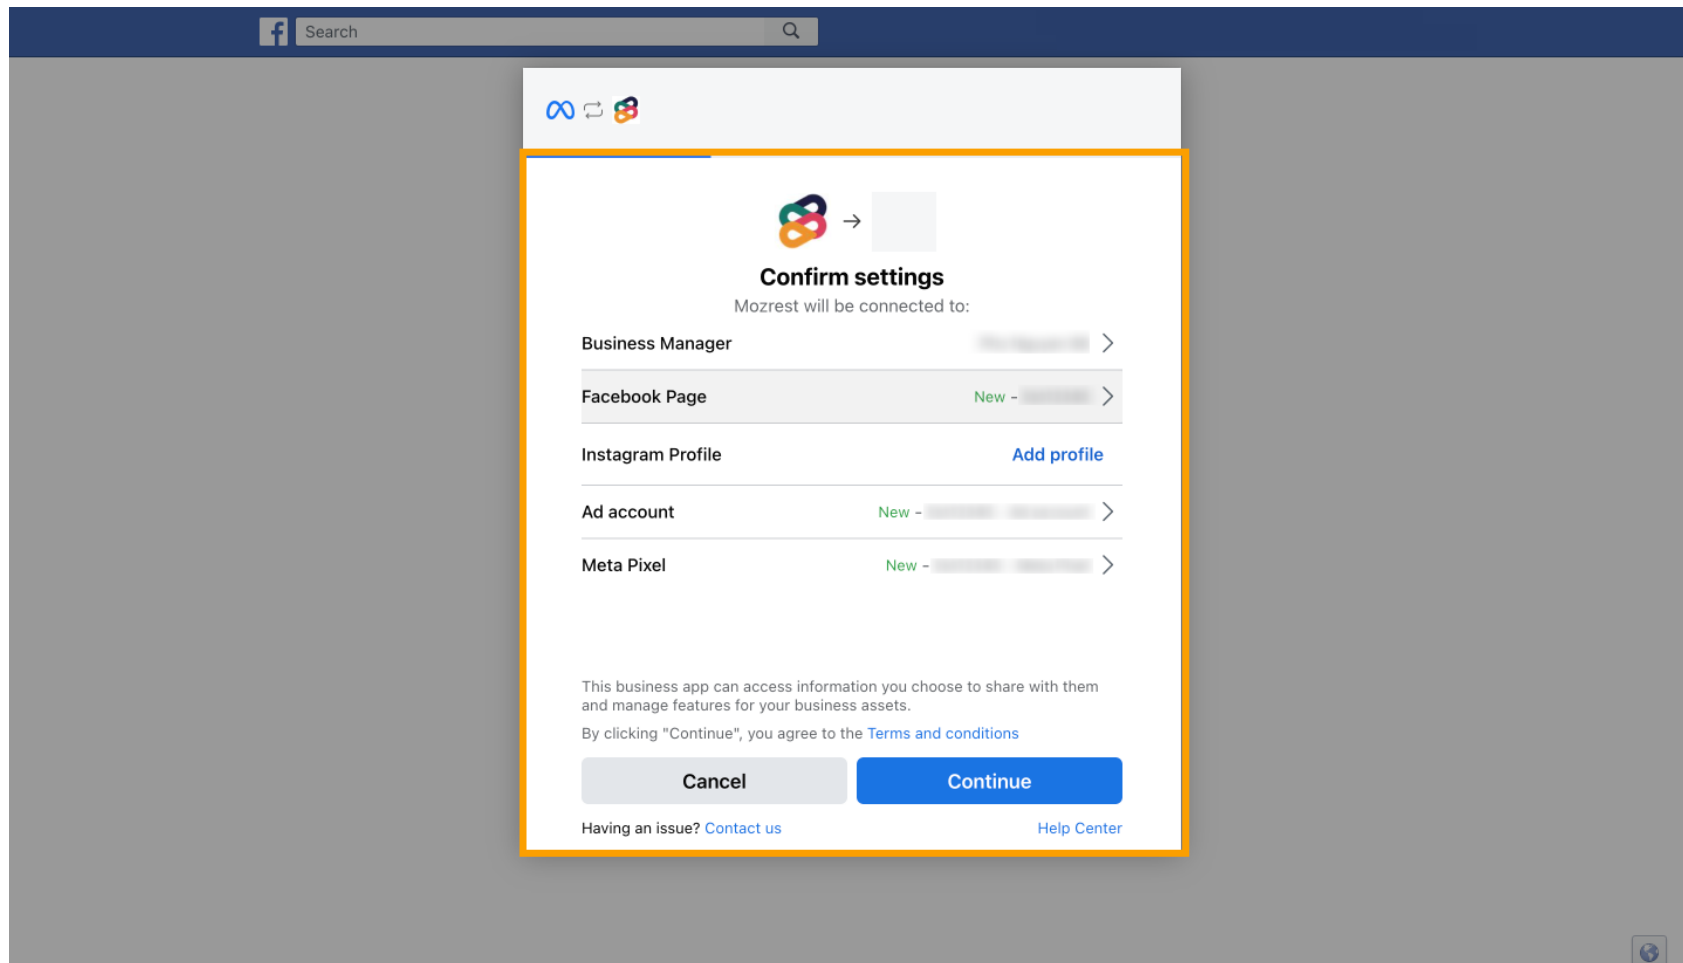 Search
Confirm settings
Mozrest will be connected to:
Business Manager
Facebook Page New -
Instagram Profile Add profile
Ad account New -
Meta Pixel New -
This business app can access information you choose to share with them
and manage features for your business assets.
By clicking "Continue", you agree to the Terms and conditions
Cancel Continue
Having an issue? Contact us Help Center